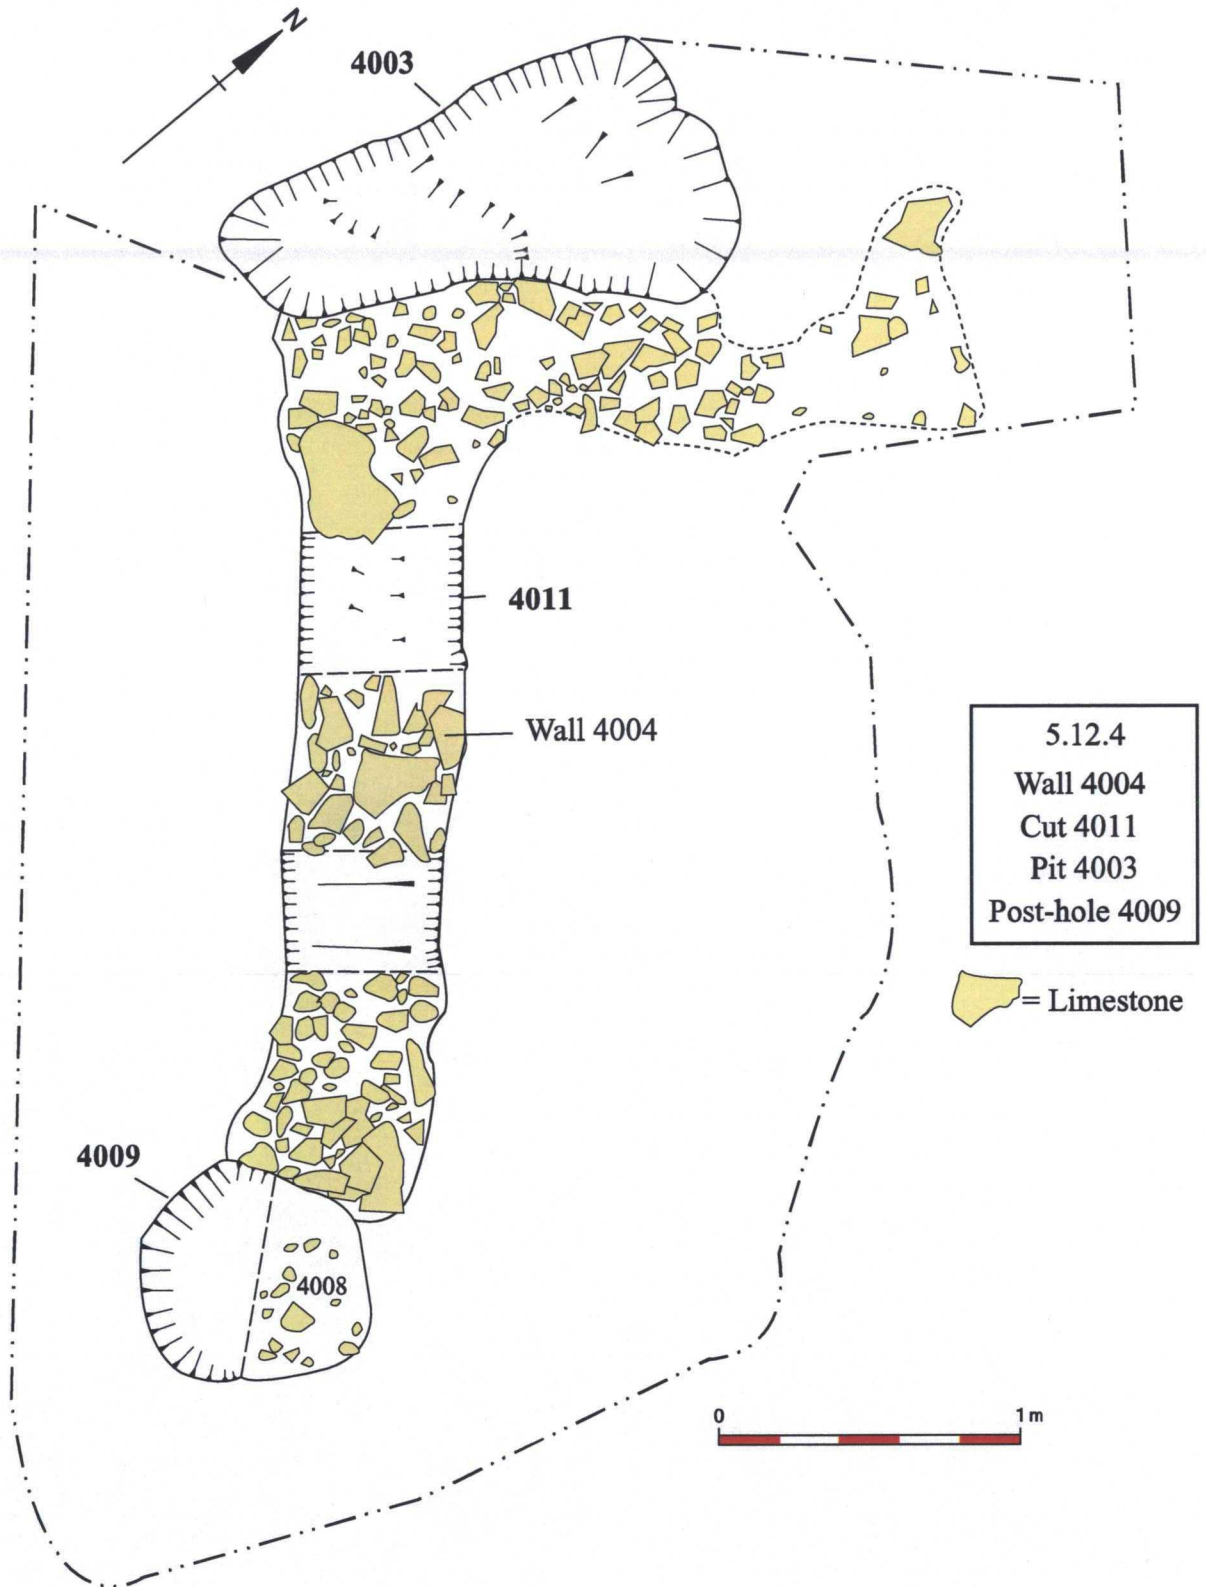 N
4003
4011
Wall 4004
5.12.4
Wall 4004
Cut 4011
Pit 4003
Post-hole 4009
= Limestone
4009
4008
0 1 m